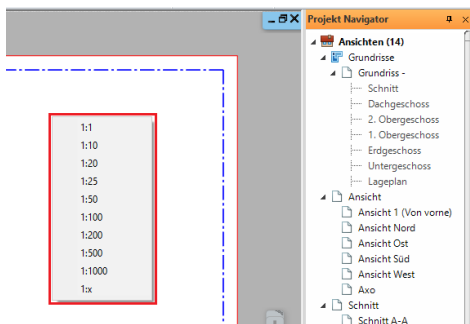 Projekt Navigator
Ansichten (14)
Grundrisse
Grundriss -
Schnitt
Dachgeschoss
2. Obergeschoss
1. Obergeschoss
Erdgeschoss
Untergeschoss
Lageplan
Ansicht
Ansicht 1 (Von vorne)
Ansicht Nord
Ansicht Ost
Ansicht Süd
Ansicht West
Axo
Schnitt
Schnitt A-A
1:1
1:10
1:20
1:25
1:50
1:100
1:200
1:500
1:1000
1:x